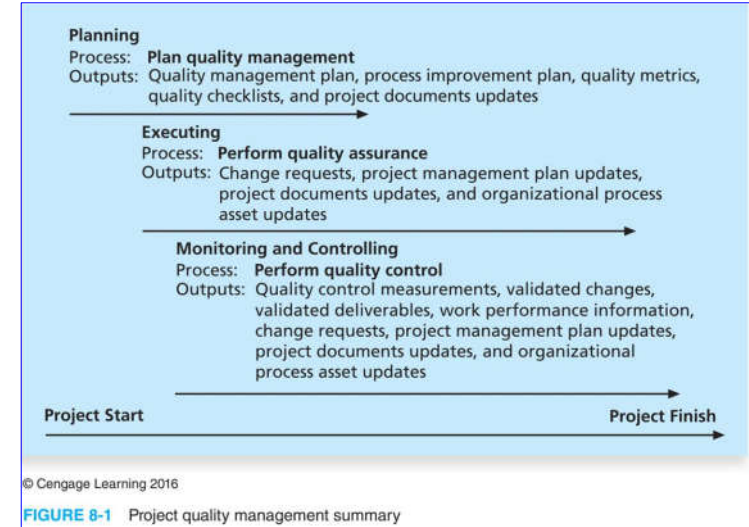 Planning
Process: Plan quality management
Outputs: Quality management plan, process improvement plan, quality metrics,
quality checklists, and project documents updates
Executing
Process: Perform quality assurance
Outputs: Change requests, project management plan updates,
project documents updates, and organizational process
asset updates
Monitoring and Controlling
Process: Perform quality control
Outputs: Quality control measurements, validated changes,
validated deliverables, work performance information,
change requests, project management plan updates,
project documents updates, and organizational
process asset updates
Project Start Project Finish
© Cengage Learning 2016
FIGURE 8-1 Project quality management summary